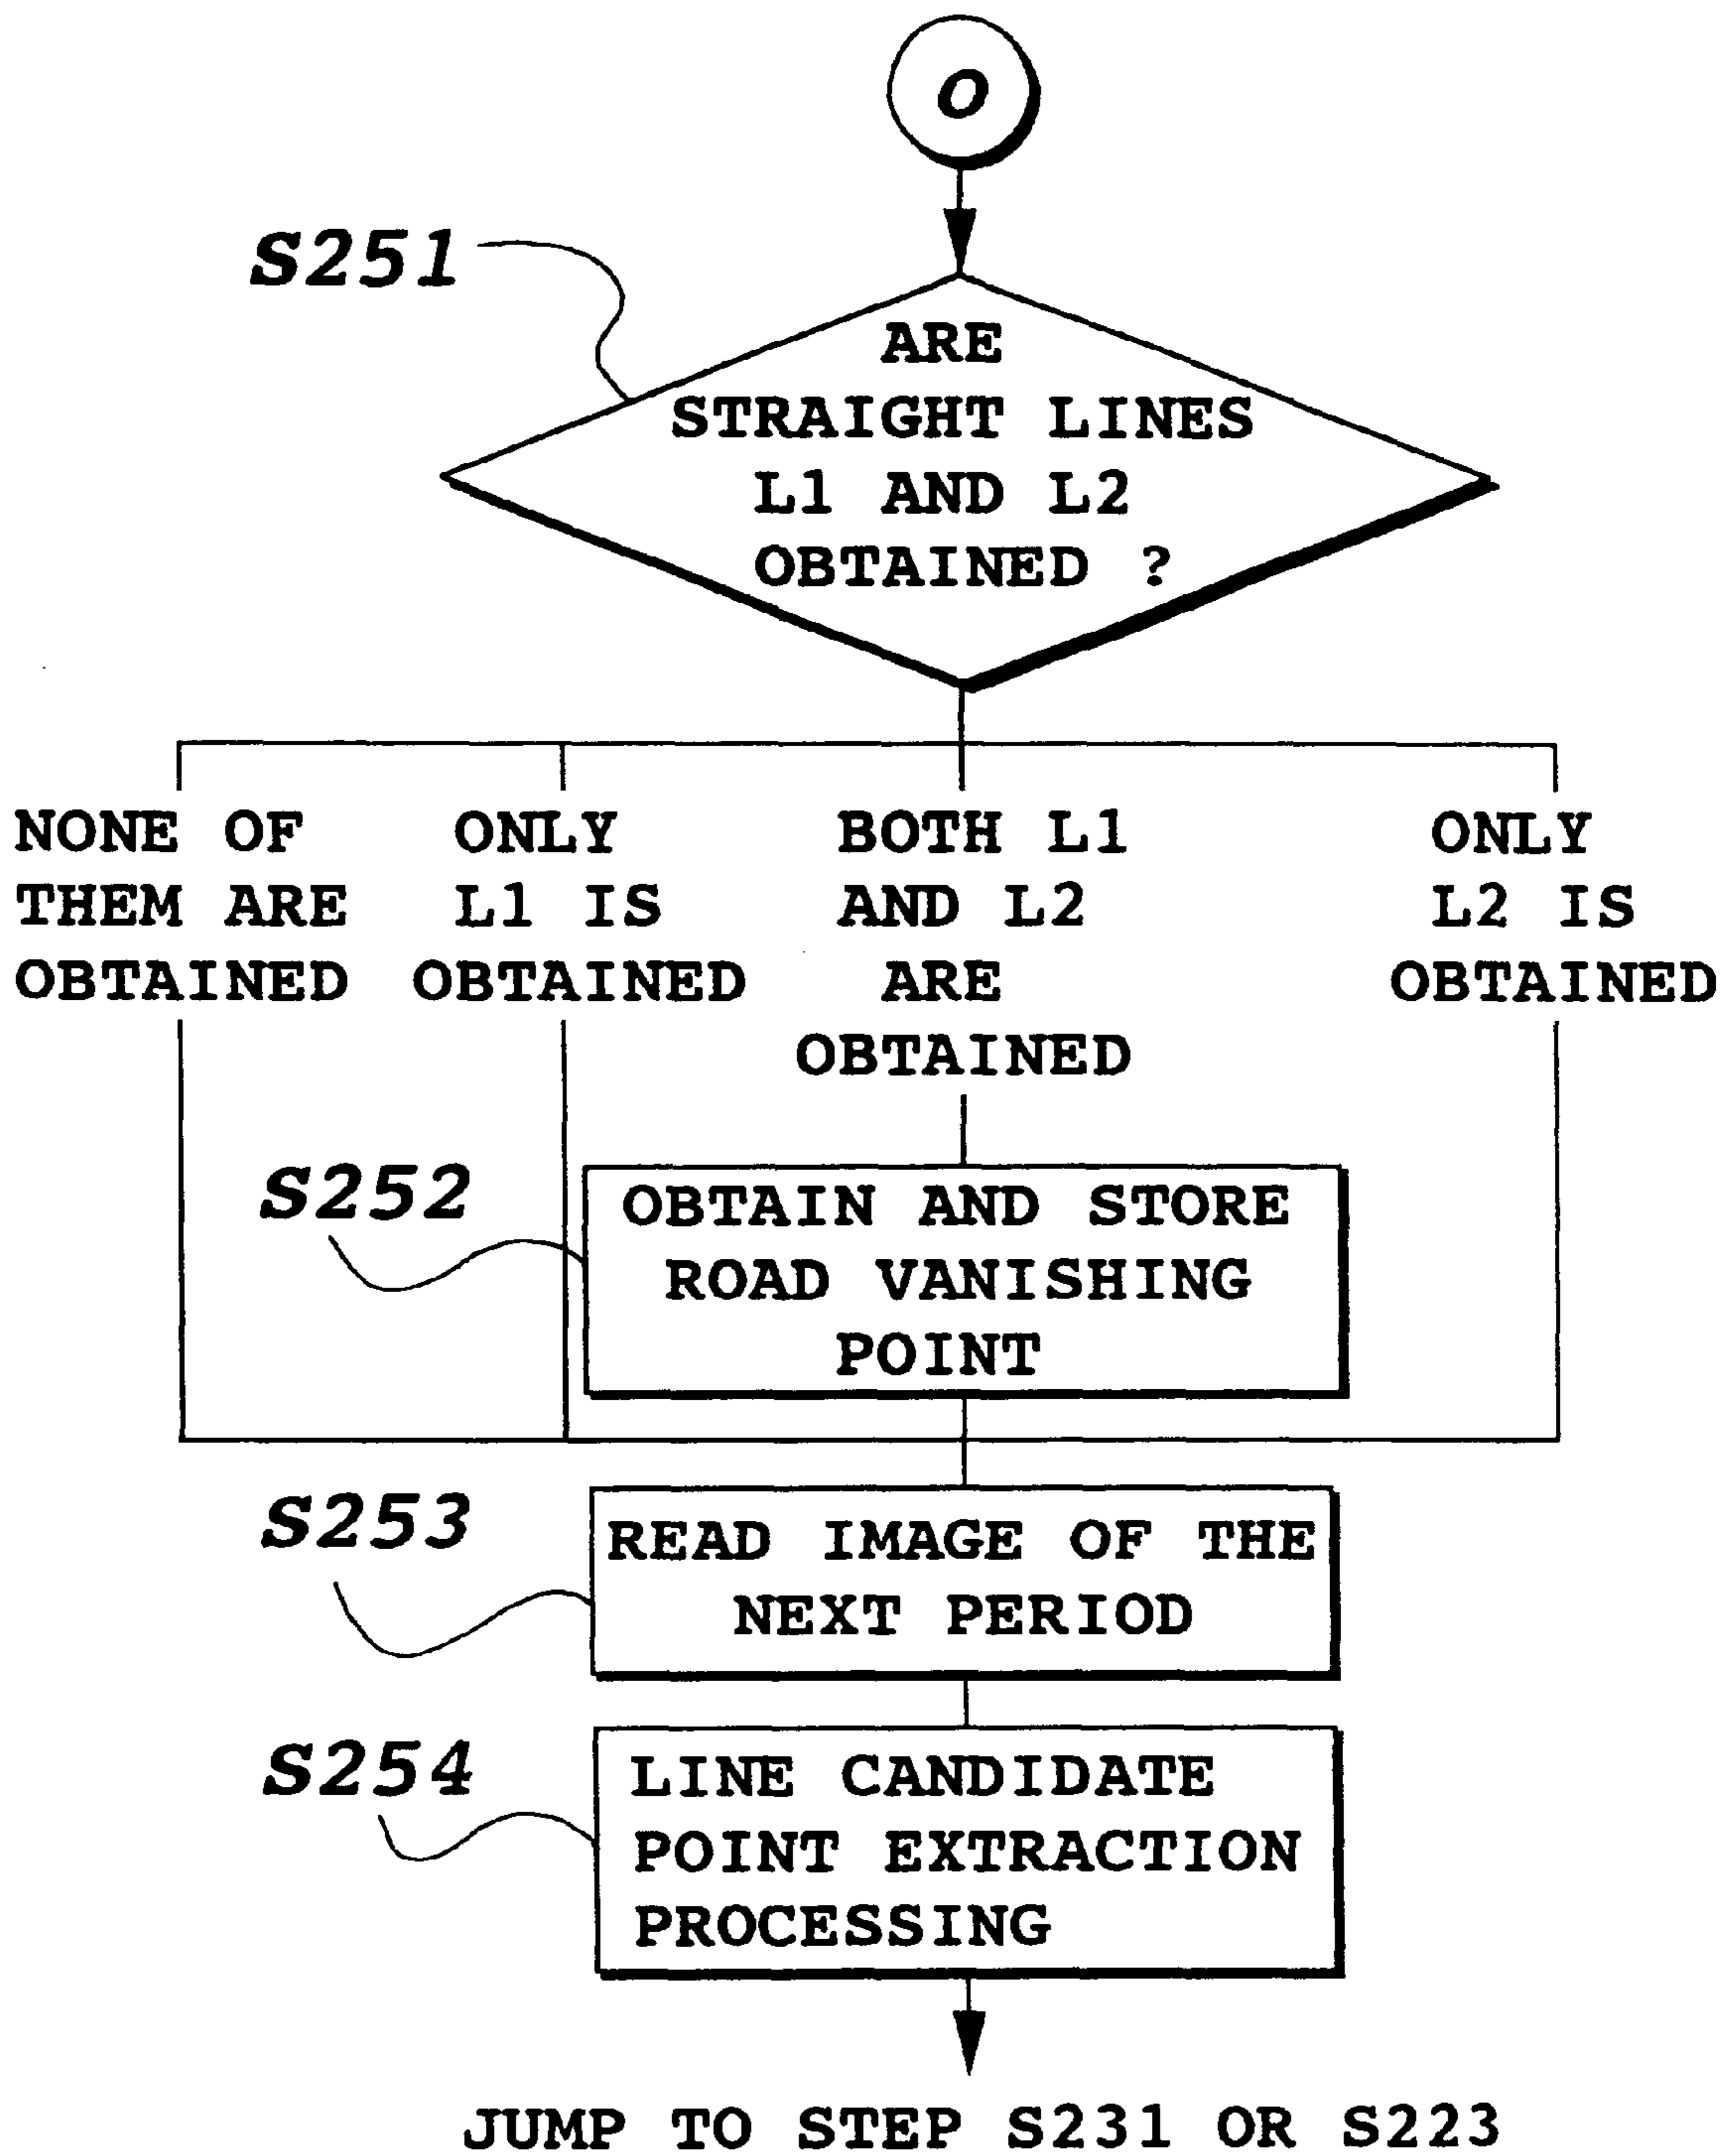 O
S251
ARE
STRAIGHT LINES
L1 AND L2
OBTAINED ?
NONE OF
THEM ARE
OBTAINED
ONLY
L1 IS
OBTAINED
BOTH L1
AND L2
ARE
OBTAINED
ONLY
L2 IS
OBTAINED
S252
OBTAIN AND STORE
ROAD VANISHING
POINT
S253
READ IMAGE OF THE
NEXT PERIOD
S254
LINE CANDIDATE
POINT EXTRACTION
PROCESSING
JUMP TO STEP S231 OR S223